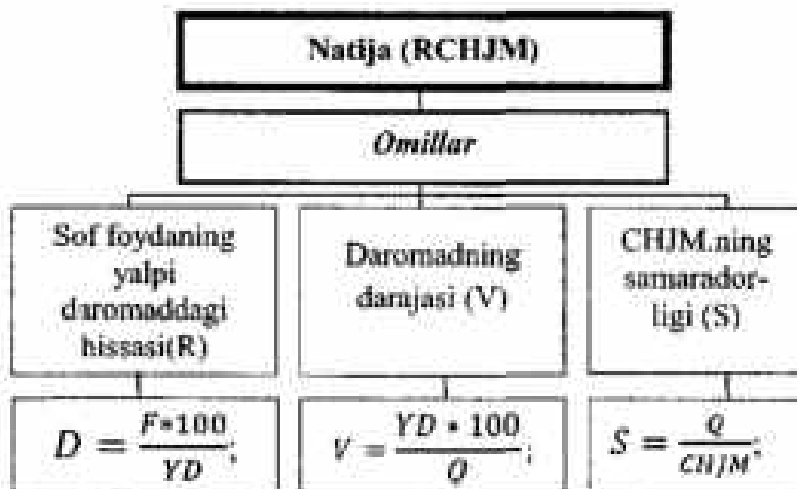 Natija (RCHJM)
Omillar
Sof foydaning
yalpi
daromaddagi
hissasi(R)
Daromadning
darajasi (V)
CHJM.ning
samarador-
ligi (S)
D = F*100 / YD;
V = YD * 100 / Q;
S = Q / CHJM;